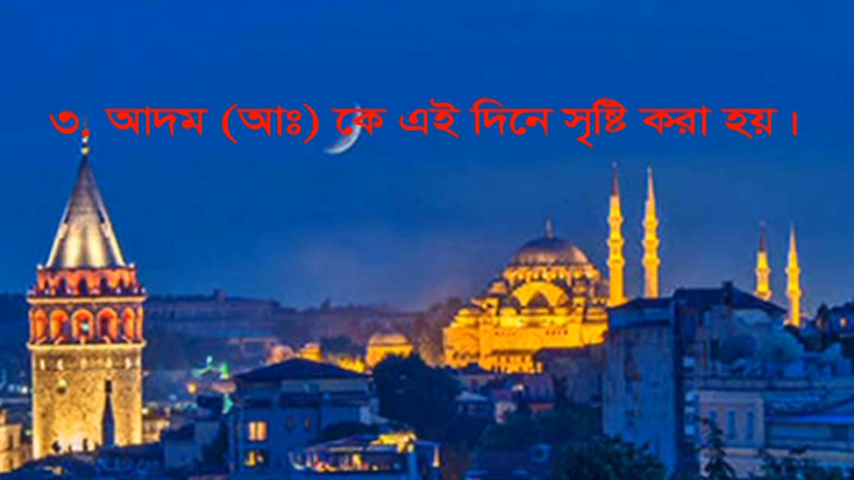 ৩. আদম (আঃ) কে এই দিনে সৃষ্টি করা হয়।